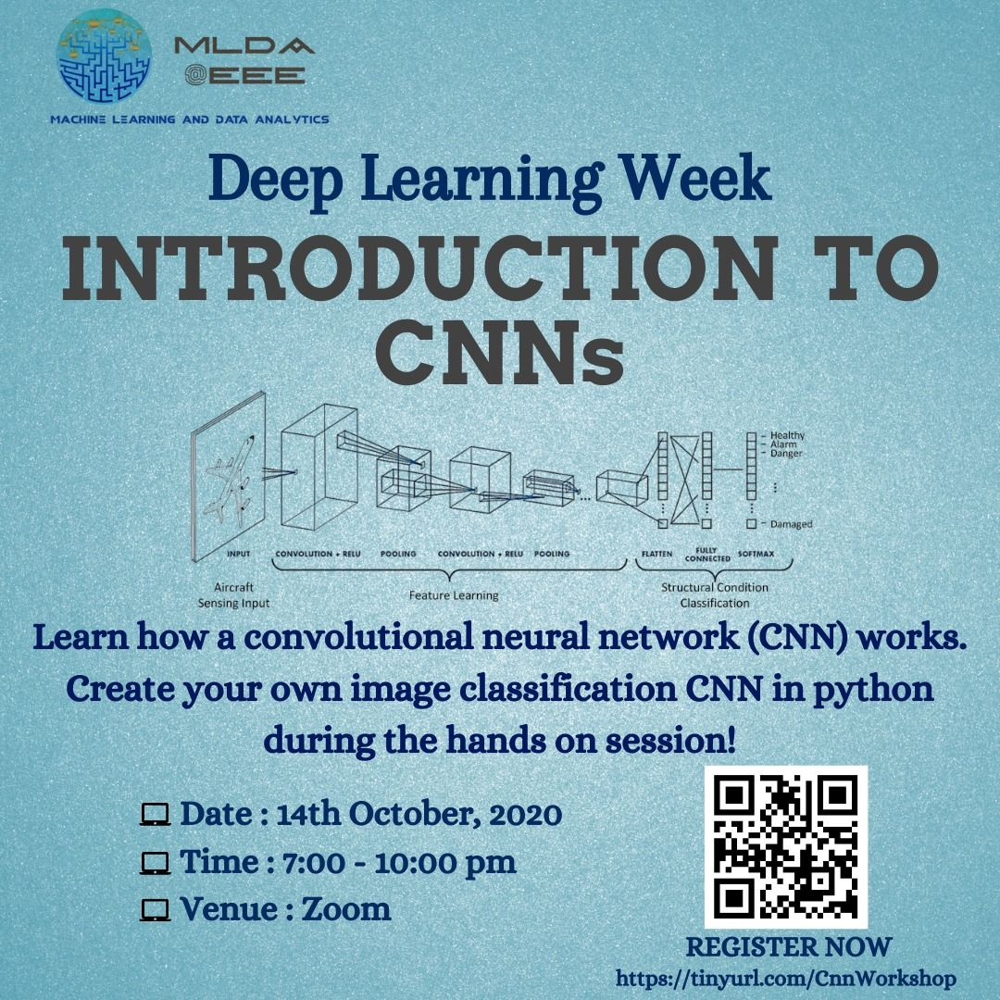 MLDA
@EEE
MACHINE LEARNING AND DATA ANALYTICS
Deep Learning Week
INTRODUCTION TO
CNNs
Healthy
Alarm
Danger
Damaged
INPUT
CONVOLUTION + RELU
POOLING
CONVOLUTION + RELU
POOLING
FLATTEN
FULLY
CONNECTED
SOFTMAX
Aircraft
Sensing Input
Feature Learning
Structural Condition
Classification
Learn how a convolutional neural network (CNN) works.
Create your own image classification CNN in python
during the hands on session!
Date : 14th October, 2020
Time : 7:00 - 10:00 pm
Venue : Zoom
REGISTER NOW
https://tinyurl.com/CnnWorkshop